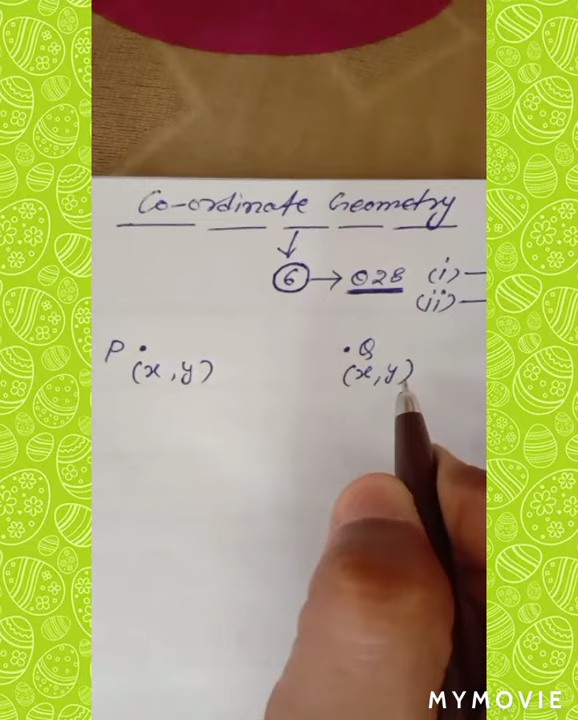 Co-ordinate Geometry
↓
6 → 028 (i) —
(ii) —
P • • Q
(x, y) (x, y)
MYMOVIE